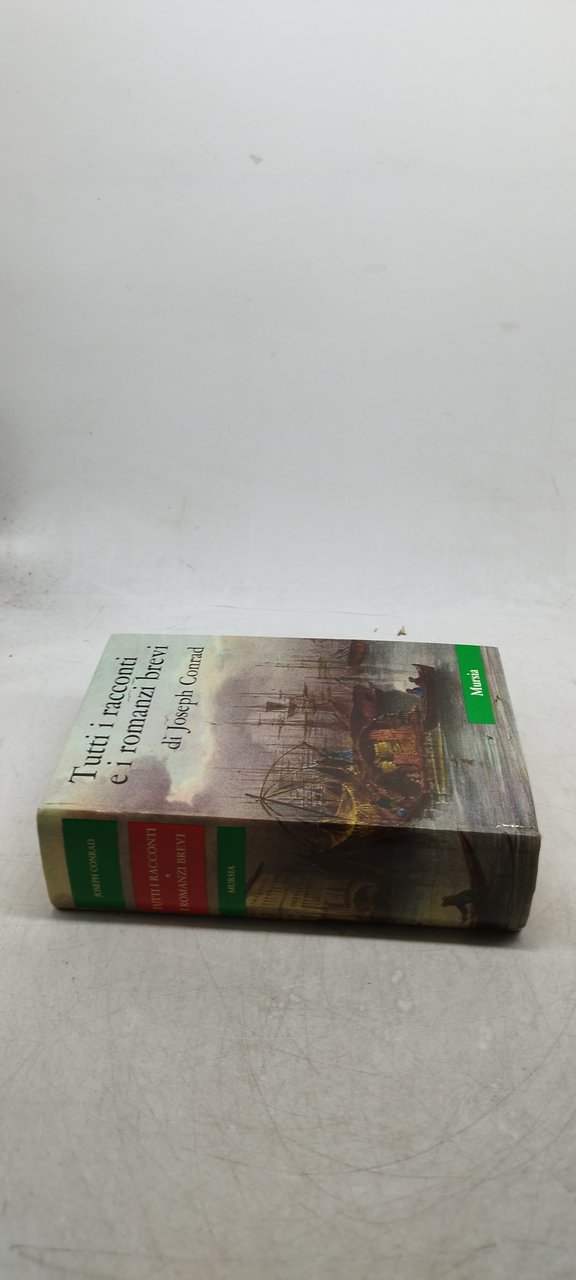 Tutti i racconti
e i romanzi brevi
di Joseph Conrad
Mursia
JOSEPH CONRAD
TUTTI I RACCONTI
I ROMANZI BREVI
MURSIA